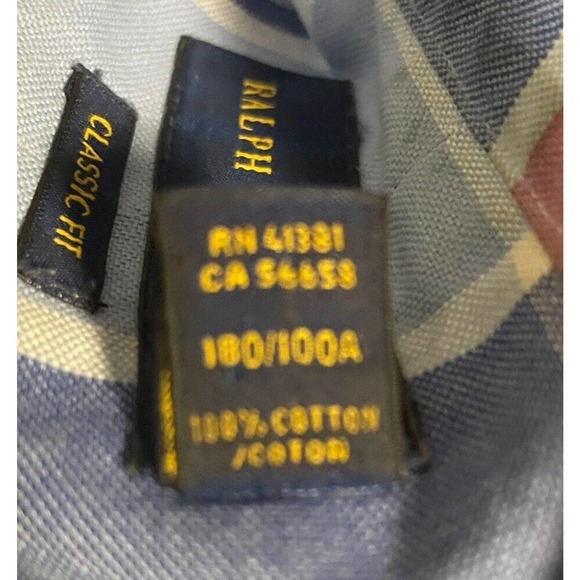 CLASSIC FIT
RALPH
RN 41381
CA 56658
180/100A
100% COTTON
/COTON